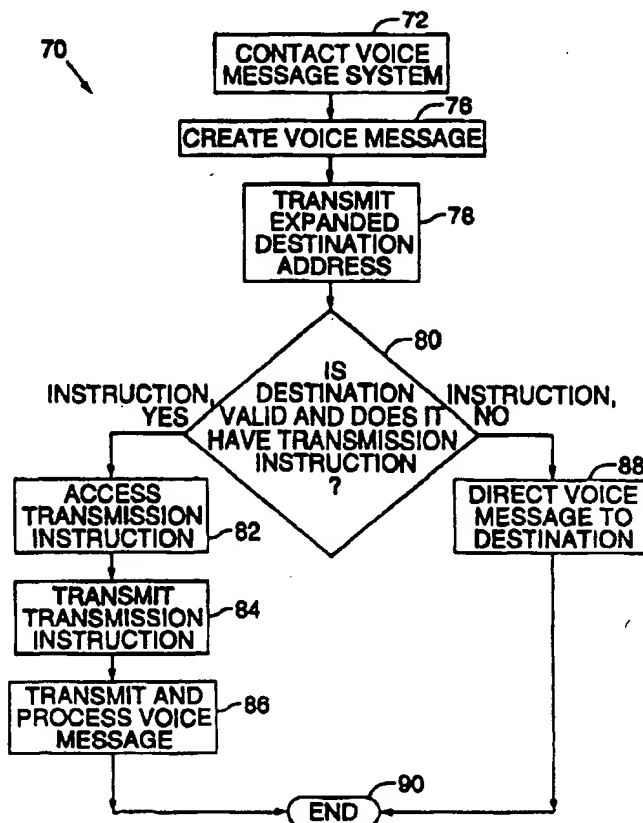 70
72
CONTACT VOICE
MESSAGE SYSTEM
76
CREATE VOICE MESSAGE
TRANSMIT
EXPANDED
DESTINATION
ADDRESS
78
80
IS
DESTINATION
VALID AND DOES IT
HAVE TRANSMISSION
INSTRUCTION
?
INSTRUCTION,
YES
INSTRUCTION,
NO
ACCESS
TRANSMISSION
INSTRUCTION
82
88
DIRECT VOICE
MESSAGE TO
DESTINATION
TRANSMIT
TRANSMISSION
INSTRUCTION
84
TRANSMIT AND
PROCESS VOICE
MESSAGE
86
90
END